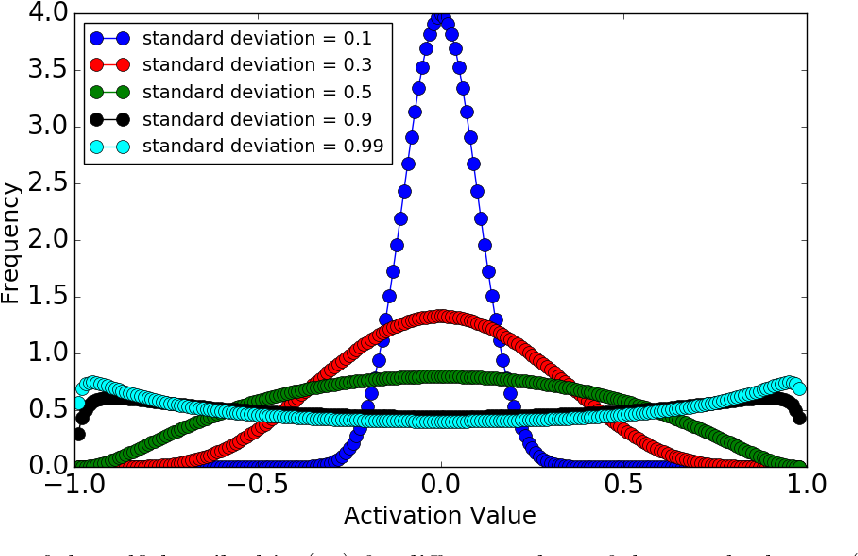 4.0
3.5
3.0
2.5
2.0
1.5
1.0
0.5
0.0
Frequency
standard deviation = 0.1
standard deviation = 0.3
standard deviation = 0.5
standard deviation = 0.9
standard deviation = 0.99
−1.0 −0.5 0.0 0.5 1.0
Activation Value